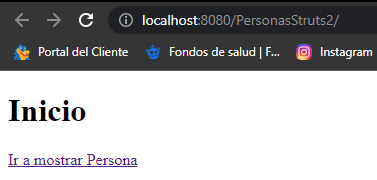 localhost:8080/PersonasStruts2/
Portal del Cliente Fondos de salud | F... Instagram
Inicio
Ir a mostrar Persona